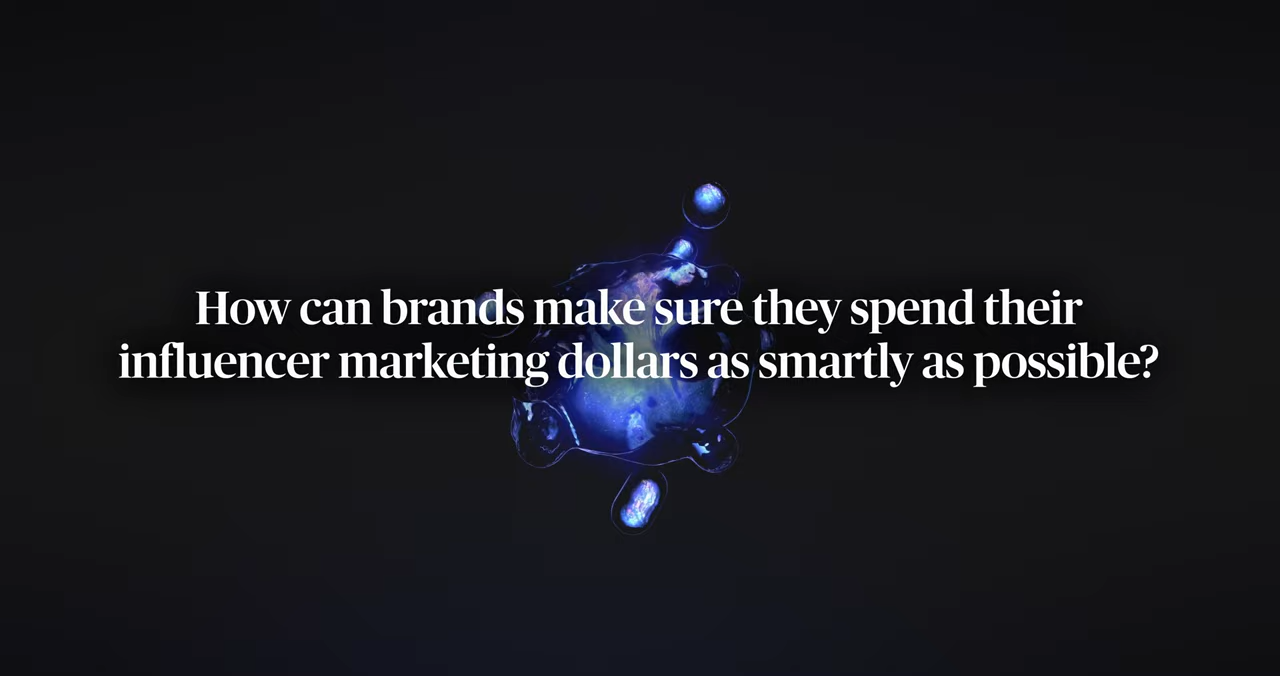 How can brands make sure they spend their
influencer marketing dollars as smartly as possible?